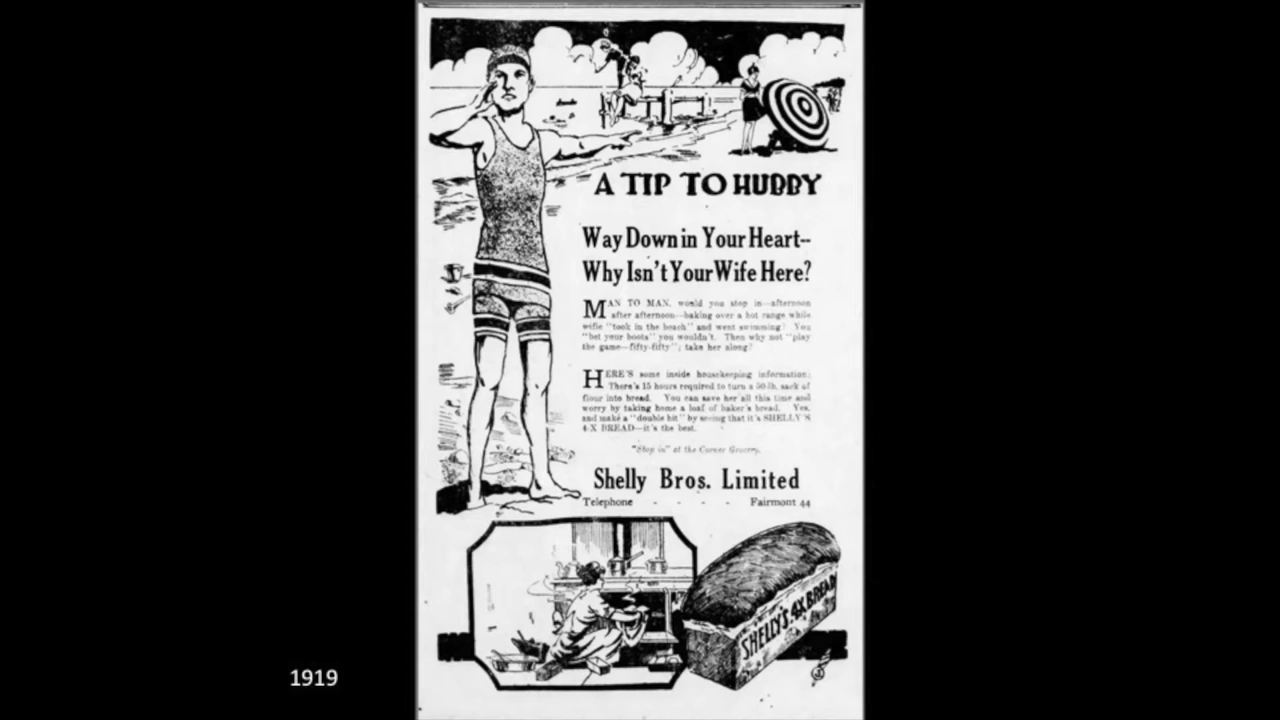 A TIP TO HUBBY
Way Down in Your Heart--
Why Isn't Your Wife Here?
MAN TO MAN, would you stop in—afternoon
after afternoon—baking over a hot range while
wifie "took in the beach" and went swimming? You
"bet your boots" you wouldn't. Then why not "play
the game—fifty-fifty"; take her along?
HERE'S some inside housekeeping information:
There's 15 hours required to turn a 50-lb. sack of
flour into bread. You can save her all this time and
worry by taking home a loaf of baker's bread. Yes,
and make a "double hit" by seeing that it's SHELLY'S
4-X BREAD—it's the best.
"Stop in" at the Corner Grocery.
Shelly Bros. Limited
Telephone - - - - Fairmont 44
SHELLY'S 4X BREAD
1919